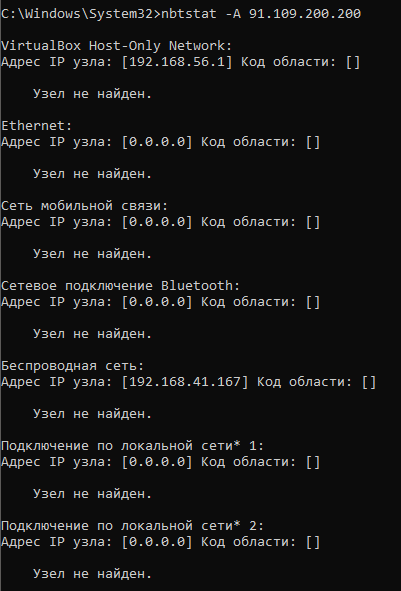 C:\Windows\System32>nbtstat -A 91.109.200.200
VirtualBox Host-Only Network:
Адрес IP узла: [192.168.56.1] Код области: []
Узел не найден.
Ethernet:
Адрес IP узла: [0.0.0.0] Код области: []
Узел не найден.
Сеть мобильной связи:
Адрес IP узла: [0.0.0.0] Код области: []
Узел не найден.
Сетевое подключение Bluetooth:
Адрес IP узла: [0.0.0.0] Код области: []
Узел не найден.
Беспроводная сеть:
Адрес IP узла: [192.168.41.167] Код области: []
Узел не найден.
Подключение по локальной сети* 1:
Адрес IP узла: [0.0.0.0] Код области: []
Узел не найден.
Подключение по локальной сети* 2:
Адрес IP узла: [0.0.0.0] Код области: []
Узел не найден.